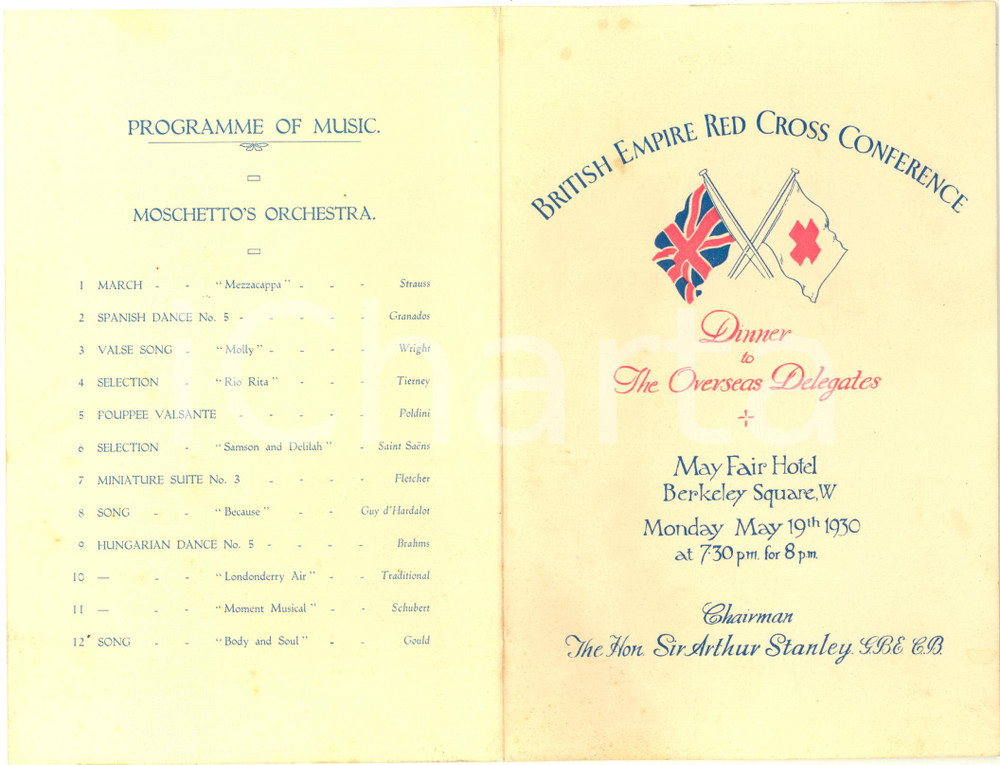 PROGRAMME OF MUSIC.
MOSCHETTO'S ORCHESTRA.
1 MARCH - - "Mezzacappa" - - - Strauss
2 SPANISH DANCE No. 5 - - - - - Granados
3 VALSE SONG - "Molly" - - - - Wright
4 SELECTION - "Rio Rita" - - - Tierney
5 FOUPPEE VALSANTE - - - - - Poldini
6 SELECTION - "Samson and Delilah" - Saint Saëns
7 MINIATURE SUITE No. 3 - - - - Fletcher
8 SONG - - "Because" - - Guy d'Hardalot
9 HUNGARIAN DANCE No. 5 - - - - Brahms
10 — - - "Londonderry Air" - - Traditional
11 — - - "Moment Musical" - - Schubert
12 SONG - - "Body and Soul" - - Gould
BRITISH EMPIRE RED CROSS CONFERENCE
Dinner
to
The Overseas Delegates
May Fair Hotel
Berkeley Square, W
Monday May 19th 1930
at 7.30 pm. for 8 p.m.
Chairman
The Hon. Sir Arthur Stanley. G.B.E. C.B.
iCharta